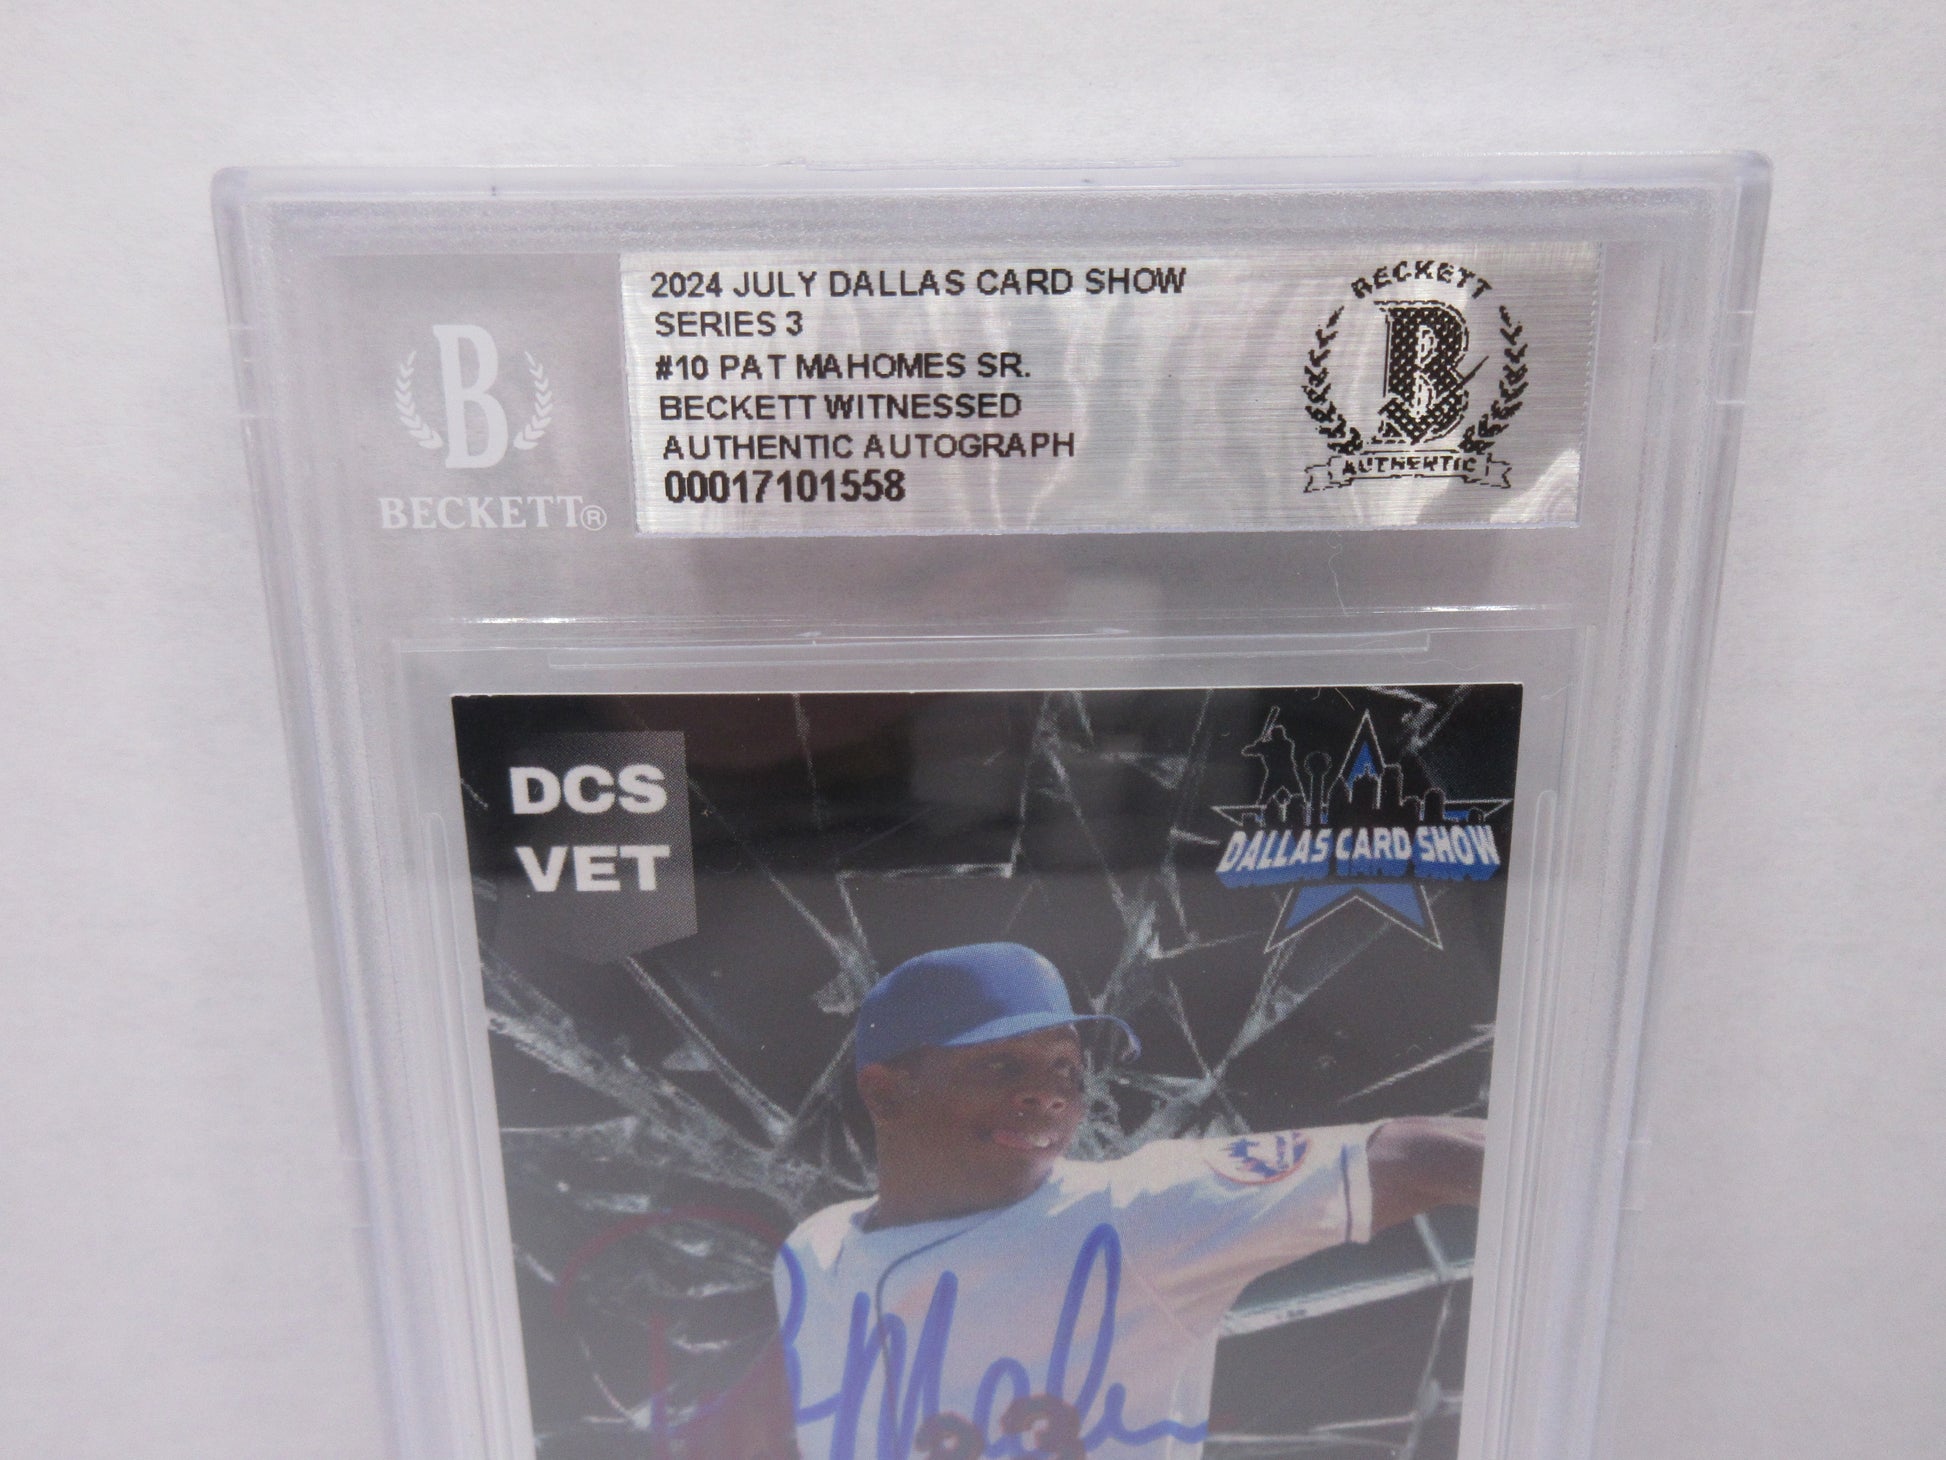 2024 JULY DALLAS CARD SHOW
SERIES 3
#10 PAT MAHOMES SR.
BECKETT WITNESSED
AUTHENTIC AUTOGRAPH
00017101558
BECKETT
B
AUTHENTIC
B
BECKETT®
DCS
VET
DALLAS CARD SHOW
23